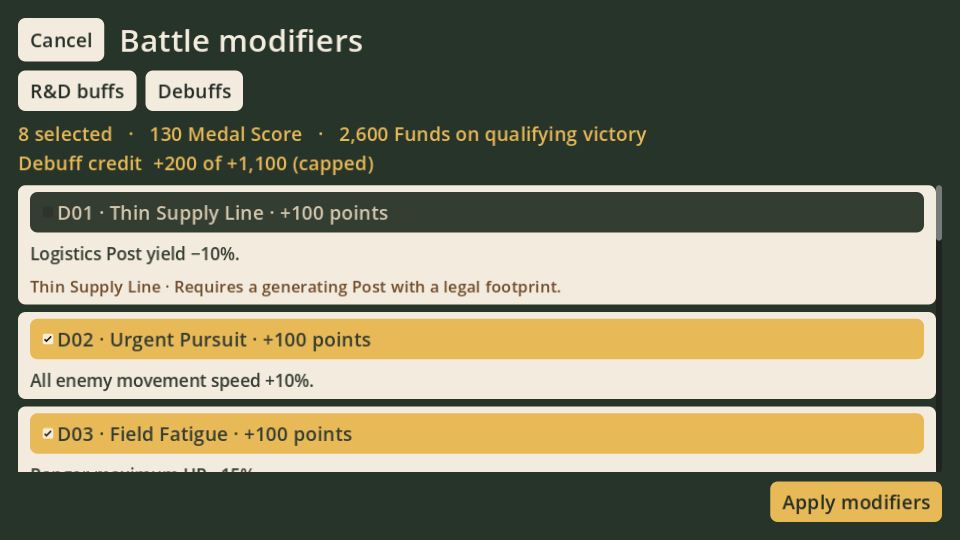 Cancel
Battle modifiers
R&D buffs
Debuffs
8 selected · 130 Medal Score · 2,600 Funds on qualifying victory
Debuff credit +200 of +1,100 (capped)
D01 · Thin Supply Line · +100 points
Logistics Post yield −10%.
Thin Supply Line · Requires a generating Post with a legal footprint.
D02 · Urgent Pursuit · +100 points
All enemy movement speed +10%.
D03 · Field Fatigue · +100 points
Apply modifiers